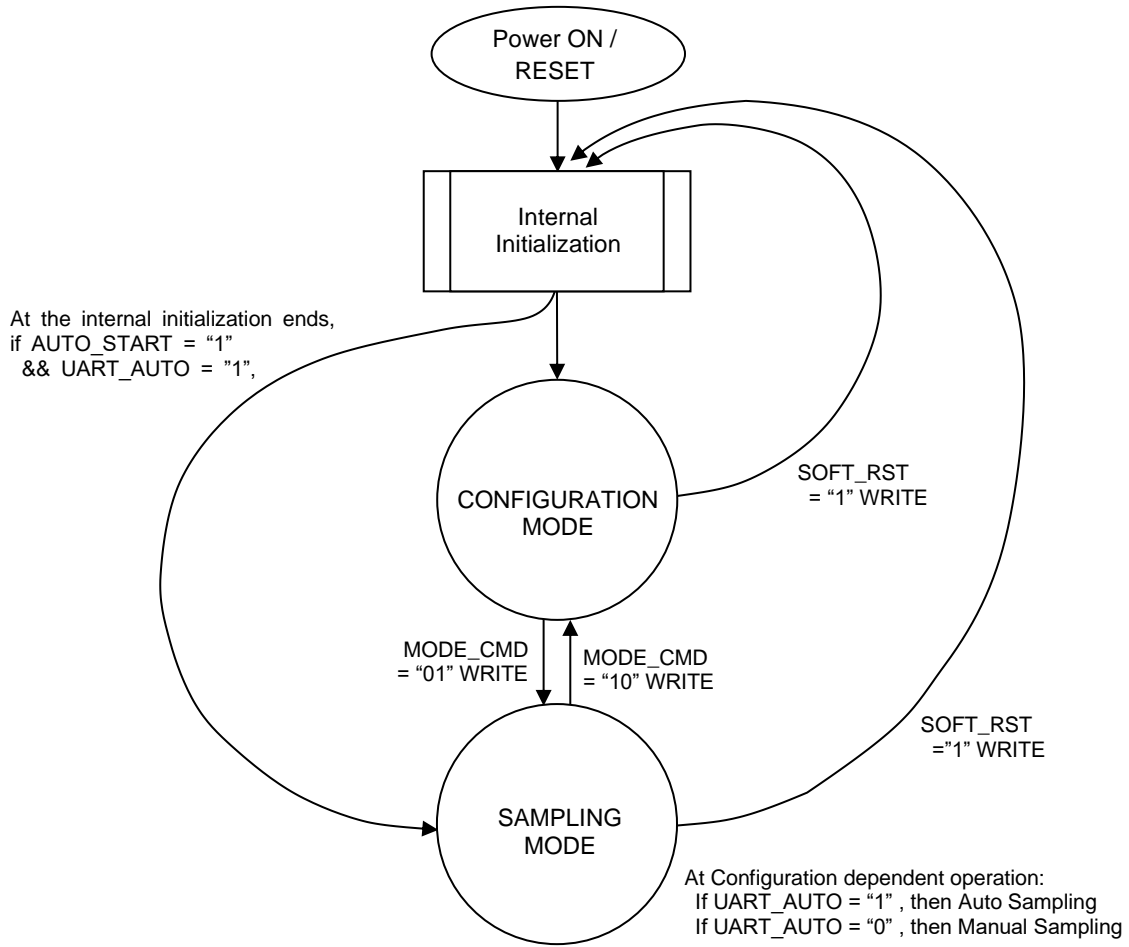 Power ON /
RESET
Internal
Initialization
At the internal initialization ends,
if AUTO_START = “1”
&& UART_AUTO = ”1”,
CONFIGURATION
MODE
SOFT_RST
= “1” WRITE
MODE_CMD
= “01” WRITE
MODE_CMD
= “10” WRITE
SOFT_RST
=”1” WRITE
SAMPLING
MODE
At Configuration dependent operation:
If UART_AUTO = “1” , then Auto Sampling
If UART_AUTO = “0” , then Manual Sampling